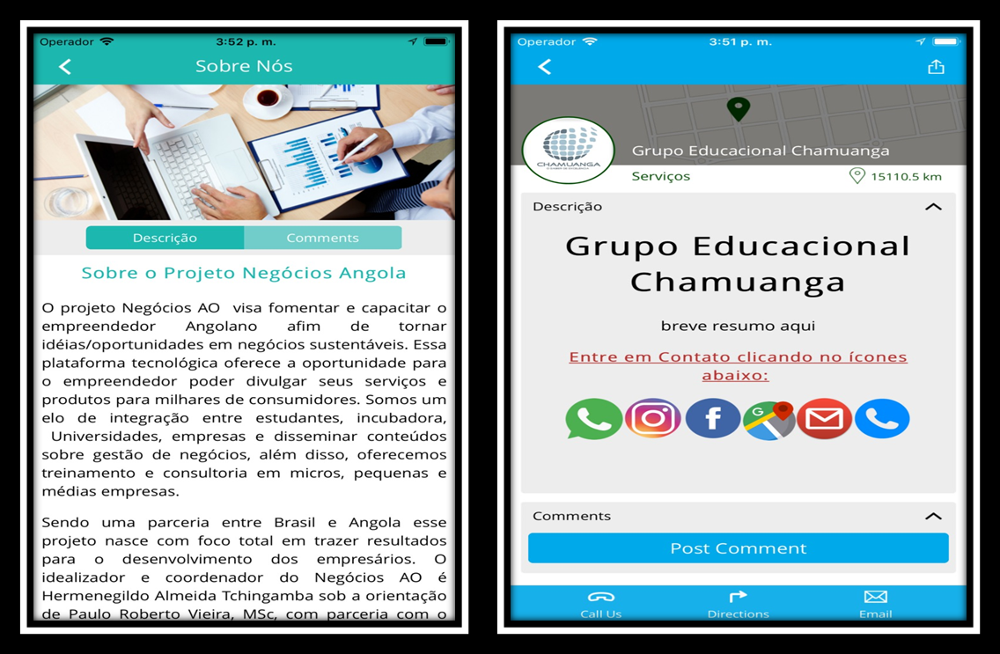 Operador
3:52 p. m.
Sobre Nós
Descrição
Comments
Sobre o Projeto Negócios Angola
O projeto Negócios AO visa fomentar e capacitar o
empreendedor Angolano afim de tornar
idéias/oportunidades em negócios sustentáveis. Essa
plataforma tecnológica oferece a oportunidade para
o empreendedor poder divulgar seus serviços e
produtos para milhares de consumidores. Somos um
elo de integração entre estudantes, incubadora,
Universidades, empresas e disseminar conteúdos
sobre gestão de negócios, além disso, oferecemos
treinamento e consultoria em micros, pequenas e
médias empresas.
Sendo uma parceria entre Brasil e Angola esse
projeto nasce com foco total em trazer resultados
para o desenvolvimento dos empresários. O
idealizador e coordenador do Negócios AO é
Hermenegildo Almeida Tchingamba sob a orientação
de Paulo Roberto Vieira, MSc, com parceria com o
Operador
3:51 p. m.
CHAMUANGA
Grupo Educacional Chamuanga
Serviços
15110.5 km
Descrição
Grupo Educacional
Chamuanga
breve resumo aqui
Entre em Contato clicando no ícones
abaixo:
G
Comments
Post Comment
Call Us
Directions
Email